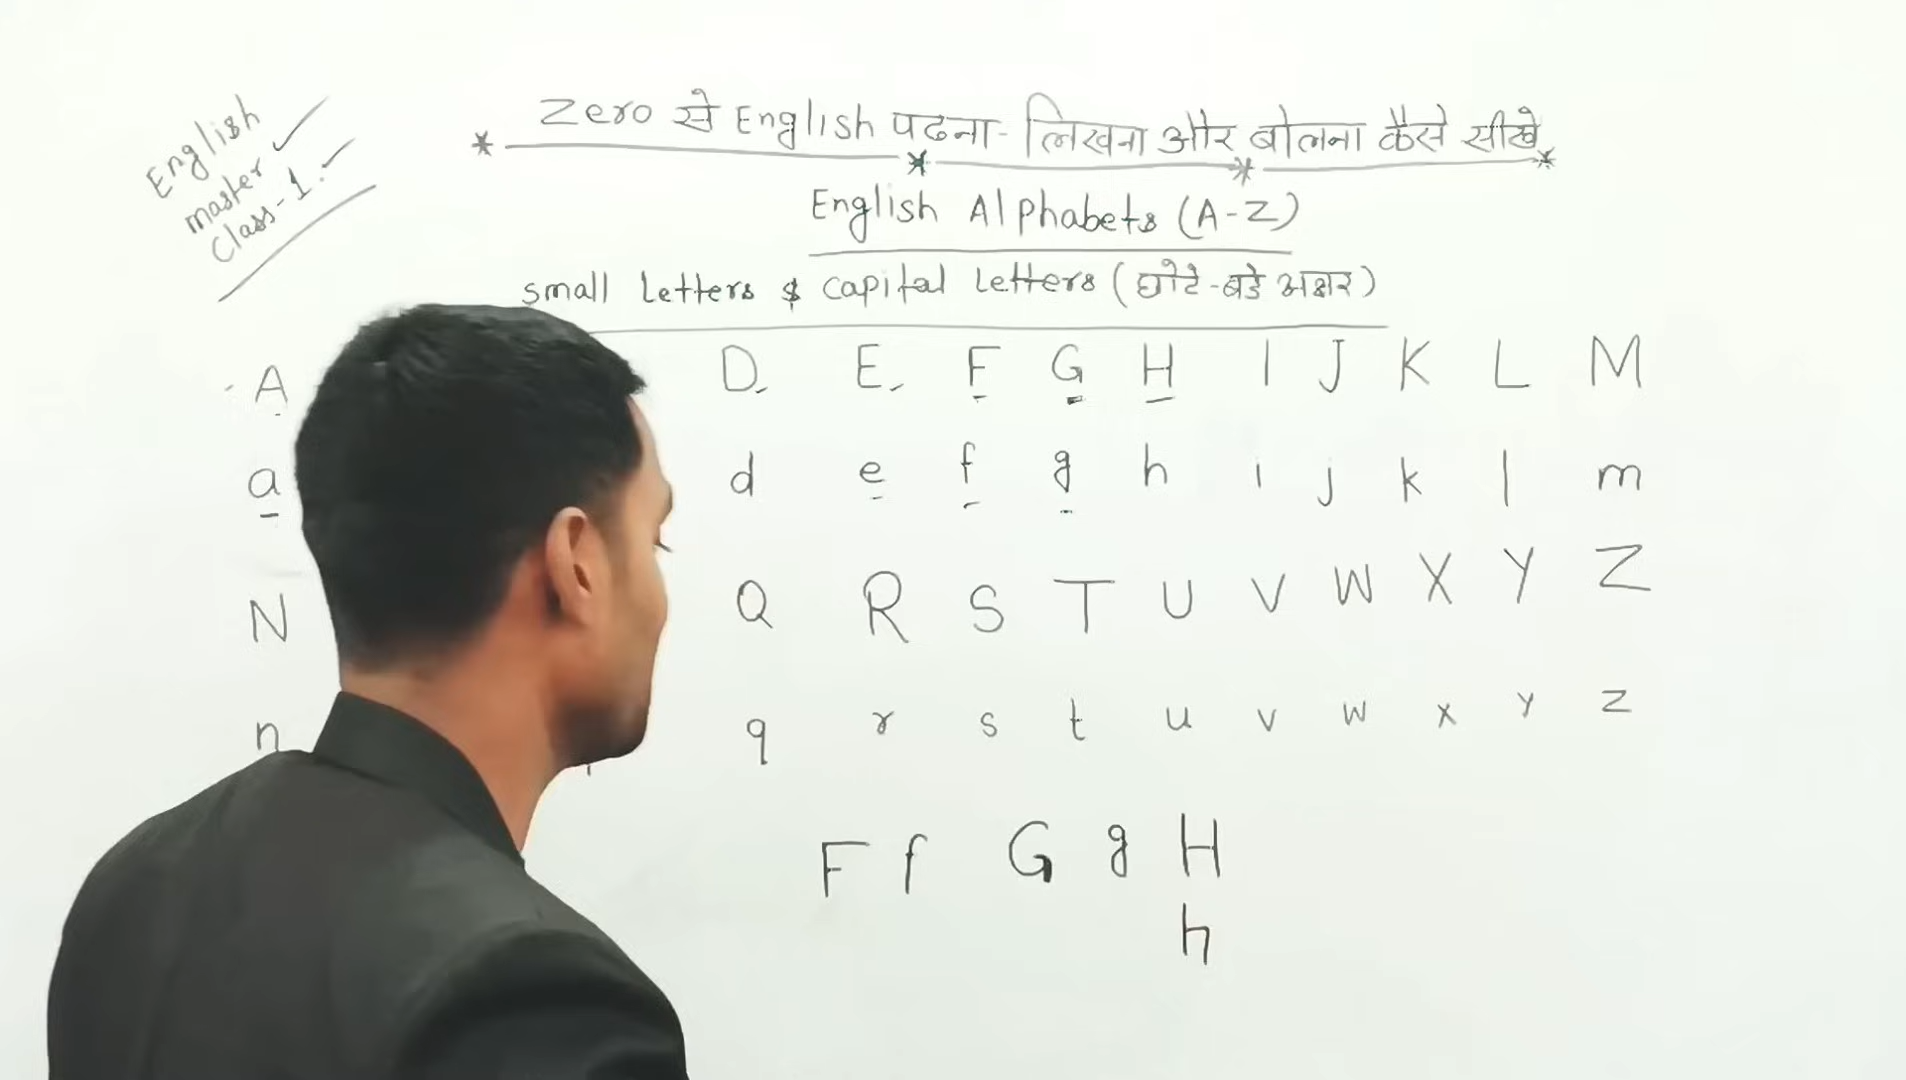 English
master
Class-1.
Zero से English पढना-लिखना और बोलना कैसे सीखे
English Alphabets (A-Z)
small letters & capital letters (छोटे-बडे अक्षर)
A D E F G H I J K L M
a d e f g h i j k l m
N Q R S T U V W X Y Z
n q r s t u v w x y z
F f G g H
h